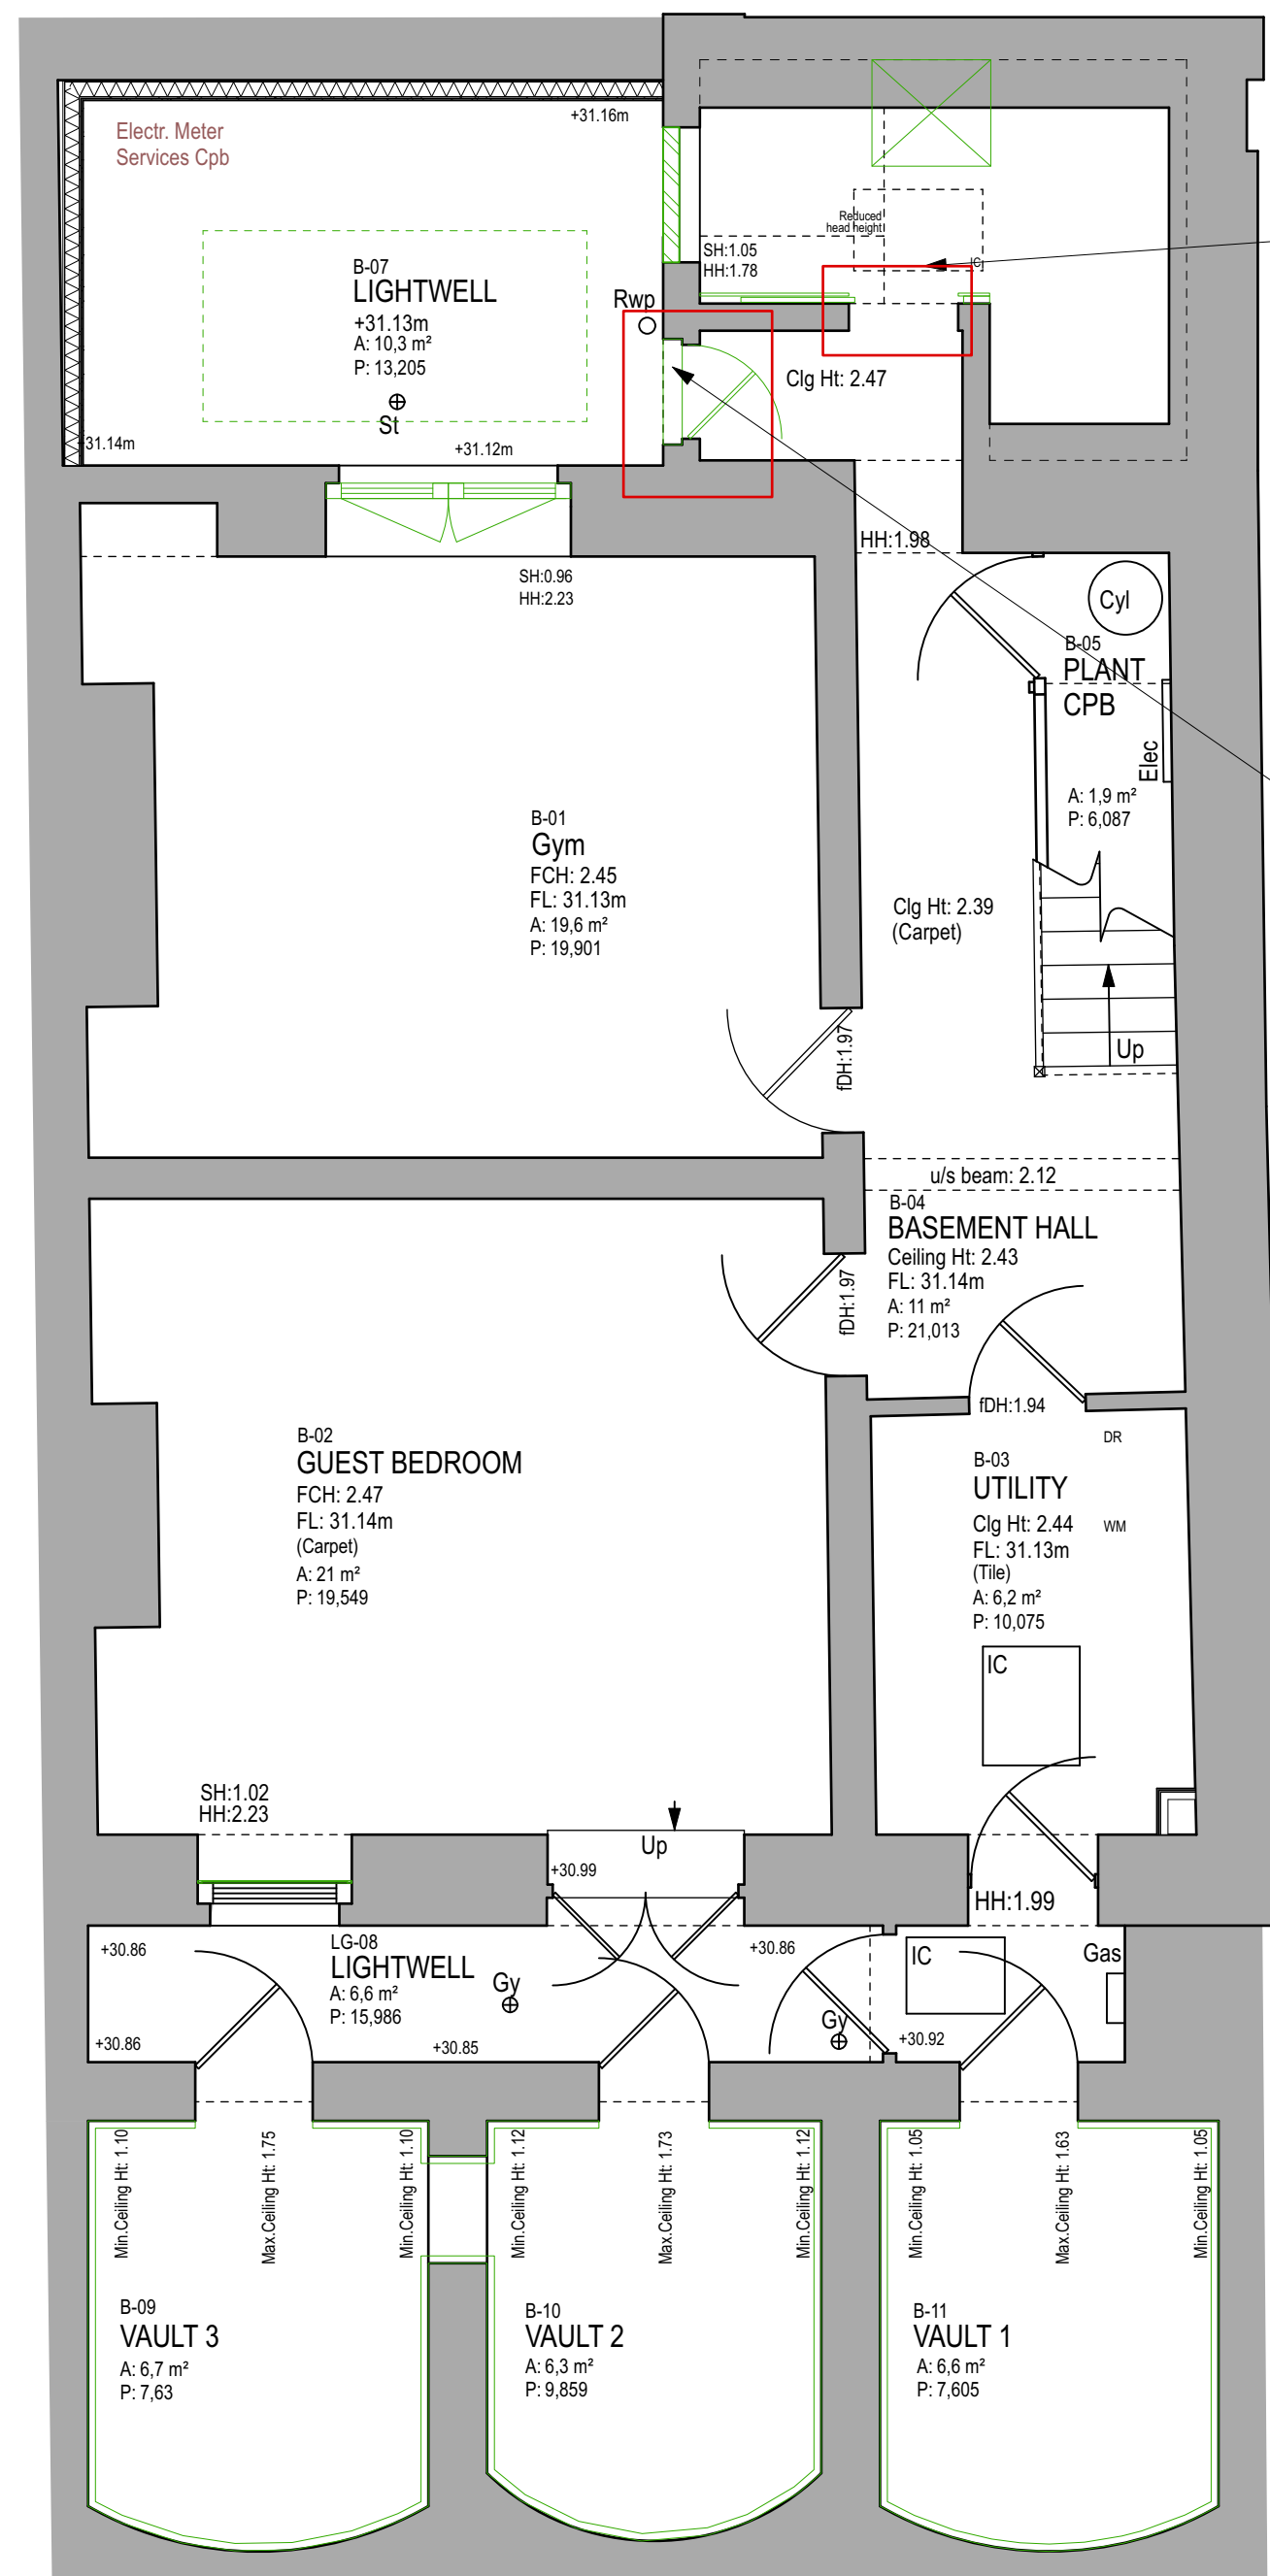 +31.16m
Electr. Meter
Services Cpb
Reduced
head height
SH:1.05
HH:1.78
IC
B-07
LIGHTWELL
+31.13m
A: 10,3 m²
P: 13,205
St
Rwp
Clg Ht: 2.47
+31.14m
+31.12m
HH:1.98
SH:0.96
HH:2.23
Cyl
B-05
PLANT
CPB
Elec
A: 1,9 m²
P: 6,087
B-01
Gym
FCH: 2.45
FL: 31.13m
A: 19,6 m²
P: 19,901
Clg Ht: 2.39
(Carpet)
Up
fDH:1.97
u/s beam: 2.12
B-04
BASEMENT HALL
Ceiling Ht: 2.43
FL: 31.14m
A: 11 m²
P: 21,013
fDH:1.97
fDH:1.94
B-02
GUEST BEDROOM
FCH: 2.47
FL: 31.14m
(Carpet)
A: 21 m²
P: 19,549
DR
B-03
UTILITY
Clg Ht: 2.44
WM
FL: 31.13m
(Tile)
A: 6,2 m²
P: 10,075
IC
SH:1.02
HH:2.23
Up
+30.99
HH:1.99
+30.86
LG-08
LIGHTWELL
A: 6,6 m²
P: 15,986
Gy
+30.86
IC
Gas
Gy
+30.86
+30.85
+30.92
Min.Ceiling Ht: 1.10
Max.Ceiling Ht: 1.75
Min.Ceiling Ht: 1.10
Min.Ceiling Ht: 1.12
Max.Ceiling Ht: 1.73
Min.Ceiling Ht: 1.12
Min.Ceiling Ht: 1.05
Max.Ceiling Ht: 1.63
Min.Ceiling Ht: 1.05
B-09
VAULT 3
A: 6,7 m²
P: 7,63
B-10
VAULT 2
A: 6,3 m²
P: 9,859
B-11
VAULT 1
A: 6,6 m²
P: 7,605